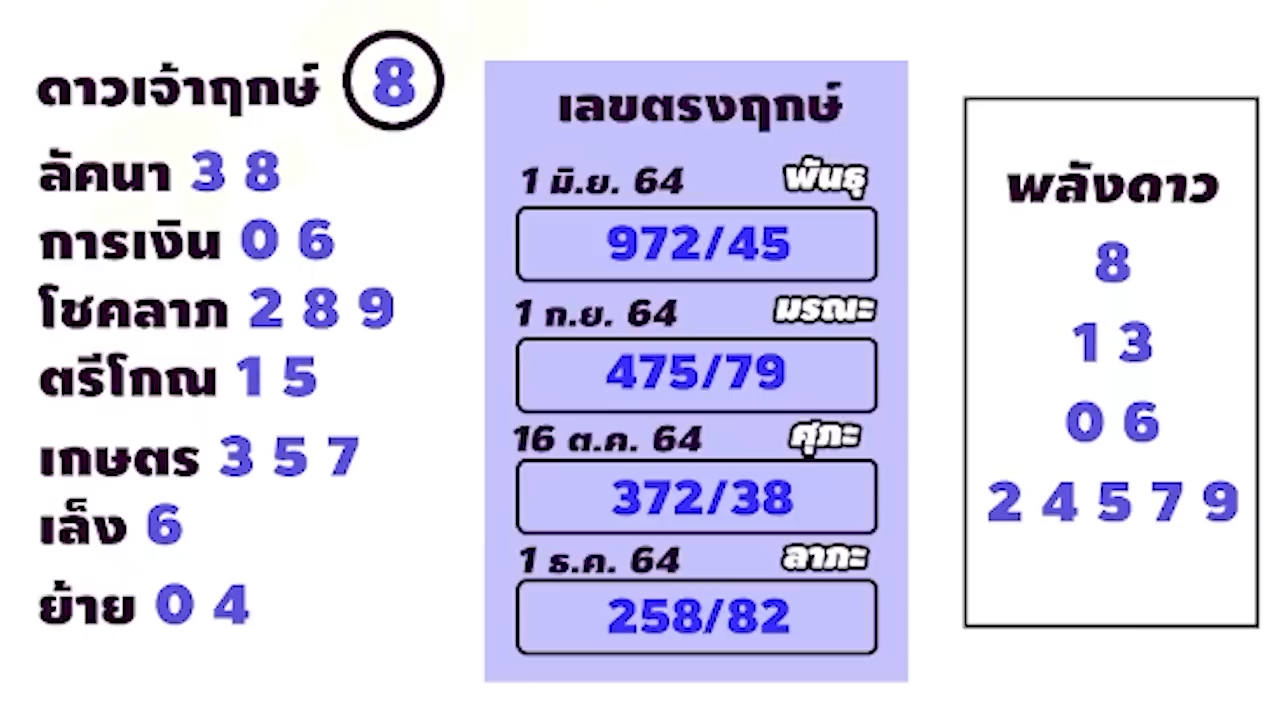 ดาวเจ้าฤกษ์ 8
ลัคนา 3 8
การเงิน 0 6
โชคลาภ 2 8 9
ตรีโกณ 1 5
เกษตร 3 5 7
เล็ง 6
ย้าย 0 4
เลขตรงฤกษ์
1 มิ.ย. 64 พันธุ
972/45
1 ก.ย. 64 มรณะ
475/79
16 ต.ค. 64 ศุภะ
372/38
1 ธ.ค. 64 ลาภะ
258/82
พลังดาว
8
1 3
0 6
2 4 5 7 9